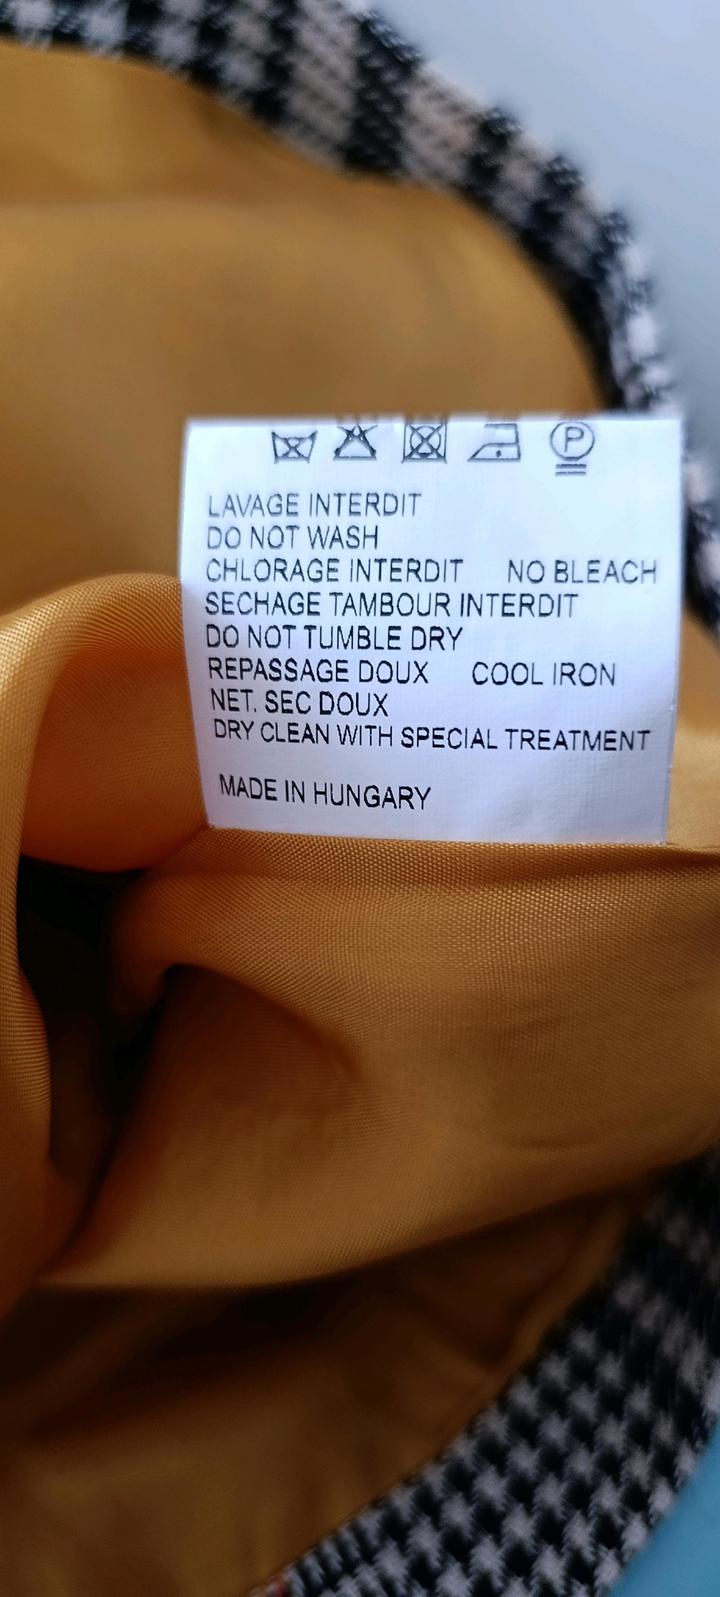 P
LAVAGE INTERDIT
DO NOT WASH
CHLORAGE INTERDIT NO BLEACH
SECHAGE TAMBOUR INTERDIT
DO NOT TUMBLE DRY
REPASSAGE DOUX COOL IRON
NET. SEC DOUX
DRY CLEAN WITH SPECIAL TREATMENT
MADE IN HUNGARY